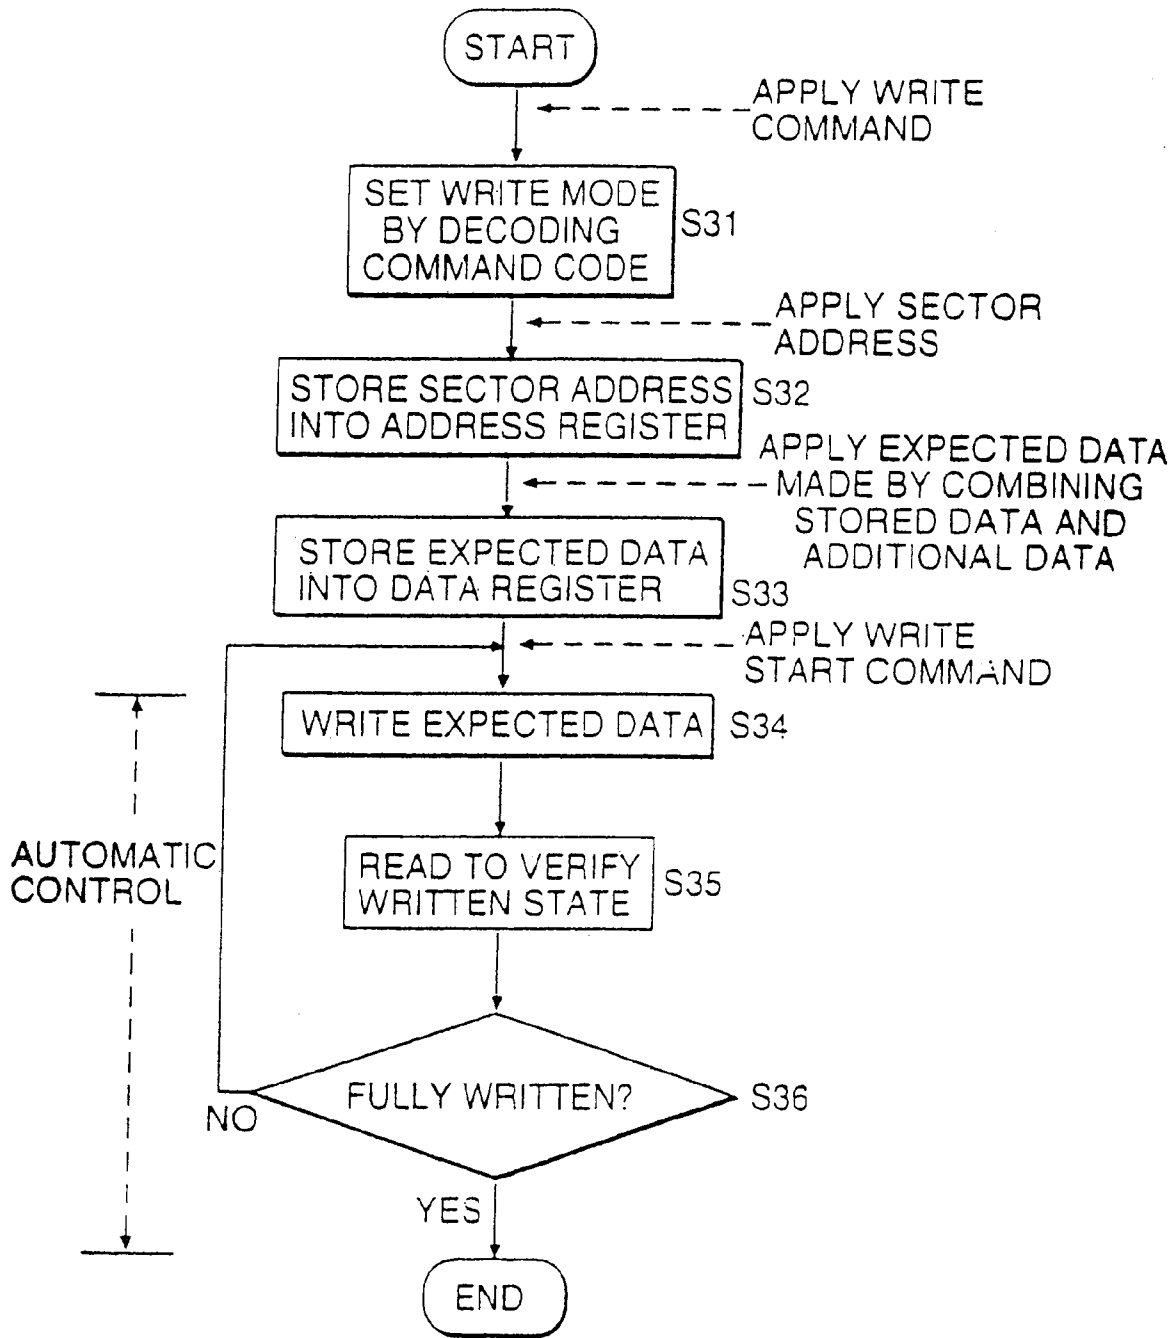 START
APPLY WRITE
COMMAND
SET WRITE MODE
BY DECODING
COMMAND CODE
S31
APPLY SECTOR
ADDRESS
STORE SECTOR ADDRESS
INTO ADDRESS REGISTER
S32
APPLY EXPECTED DATA
MADE BY COMBINING
STORED DATA AND
ADDITIONAL DATA
STORE EXPECTED DATA
INTO DATA REGISTER
S33
APPLY WRITE
START COMMAND
WRITE EXPECTED DATA
S34
AUTOMATIC
CONTROL
READ TO VERIFY
WRITTEN STATE
S35
FULLY WRITTEN?
S36
NO
YES
END